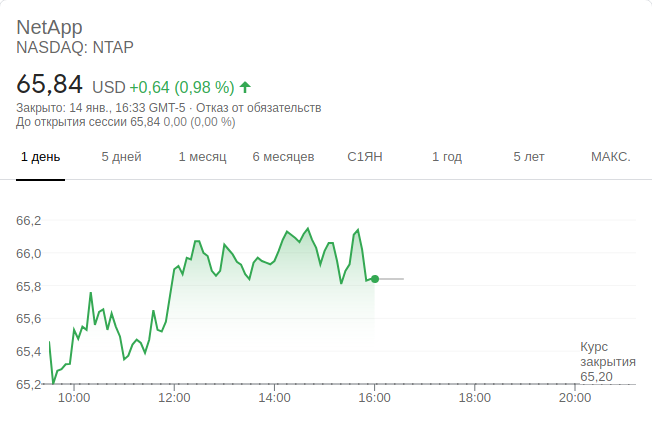 NetApp
NASDAQ: NTAP
65,84 USD +0,64 (0,98 %)
Закрыто: 14 янв., 16:33 GMT-5 · Отказ от обязательств
До открытия сессии 65,84 0,00 (0,00 %)
1 день 5 дней 1 месяц 6 месяцев С1ЯН 1 год 5 лет МАКС.
66,2
66,0
65,8
65,6
65,4
65,2
Курс
закрытия
65,20
10:00 12:00 14:00 16:00 18:00 20:00